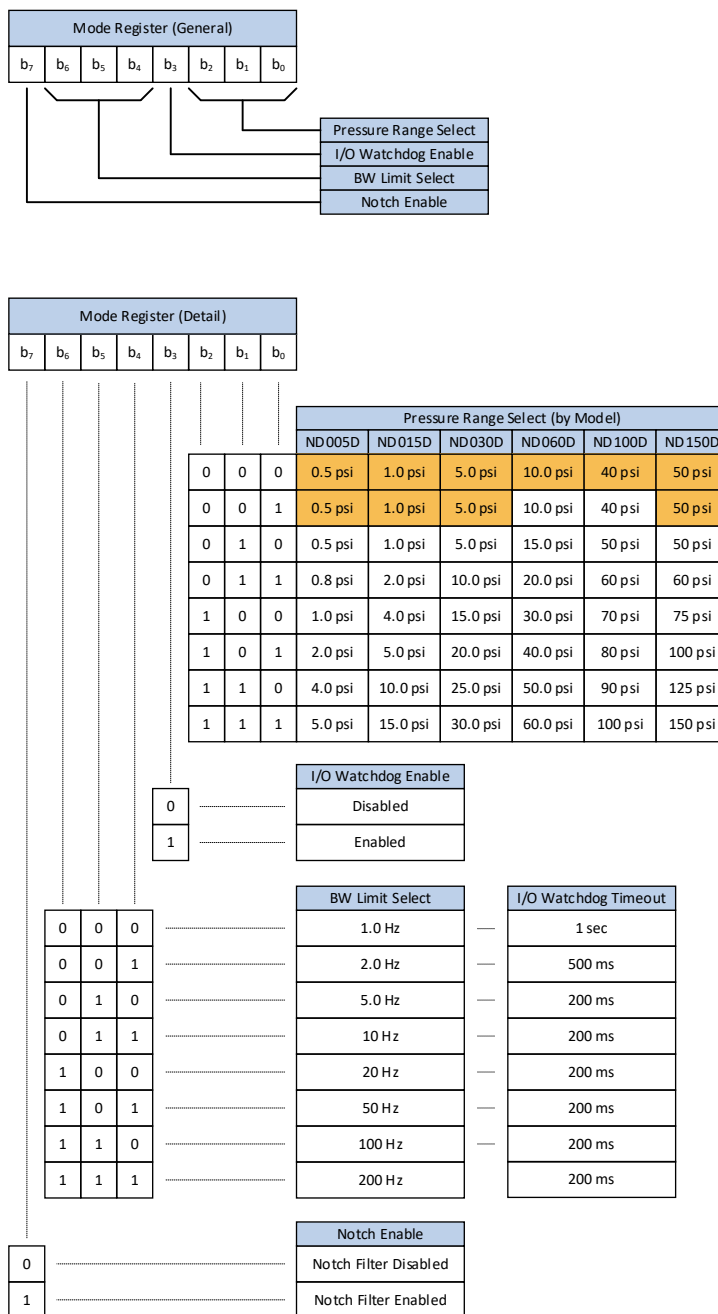 Mode Register (General)
b7 b6 b5 b4 b3 b2 b1 b0
Pressure Range Select
I/O Watchdog Enable
BW Limit Select
Notch Enable
Mode Register (Detail)
b7 b6 b5 b4 b3 b2 b1 b0
Pressure Range Select (by Model)
ND005D ND015D ND030D ND060D ND100D ND150D
0 0 0 0.5 psi 1.0 psi 5.0 psi 10.0 psi 40 psi 50 psi
0 0 1 0.5 psi 1.0 psi 5.0 psi 10.0 psi 40 psi 50 psi
0 1 0 0.5 psi 1.0 psi 5.0 psi 15.0 psi 50 psi 50 psi
0 1 1 0.8 psi 2.0 psi 10.0 psi 20.0 psi 60 psi 60 psi
1 0 0 1.0 psi 4.0 psi 15.0 psi 30.0 psi 70 psi 75 psi
1 0 1 2.0 psi 5.0 psi 20.0 psi 40.0 psi 80 psi 100 psi
1 1 0 4.0 psi 10.0 psi 25.0 psi 50.0 psi 90 psi 125 psi
1 1 1 5.0 psi 15.0 psi 30.0 psi 60.0 psi 100 psi 150 psi
I/O Watchdog Enable
0 Disabled
1 Enabled
BW Limit Select I/O Watchdog Timeout
0 0 0 1.0 Hz 1 sec
0 0 1 2.0 Hz 500 ms
0 1 0 5.0 Hz 200 ms
0 1 1 10 Hz 200 ms
1 0 0 20 Hz 200 ms
1 0 1 50 Hz 200 ms
1 1 0 100 Hz 200 ms
1 1 1 200 Hz 200 ms
Notch Enable
0 Notch Filter Disabled
1 Notch Filter Enabled